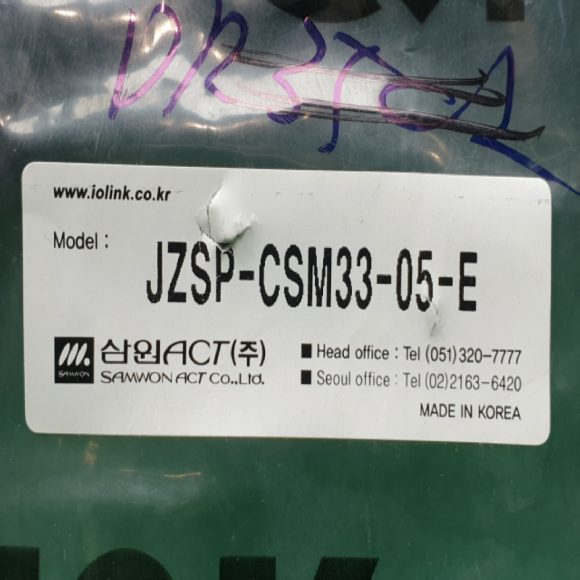 www.iolink.co.kr
Model : JZSP-CSM33-05-E
SAMWON
삼원ACT(주)
SAMWON ACT Co.,Ltd.
■ Head office : Tel (051)320-7777
■ Seoul office : Tel (02)2163-6420
MADE IN KOREA